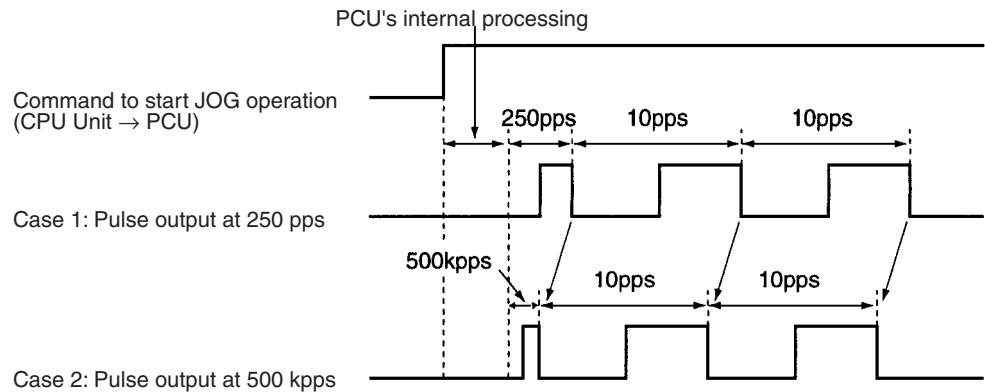 PCU's internal processing
Command to start JOG operation
(CPU Unit → PCU)
250pps
10pps
10pps
Case 1: Pulse output at 250 pps
500kpps
10pps
10pps
Case 2: Pulse output at 500 kpps